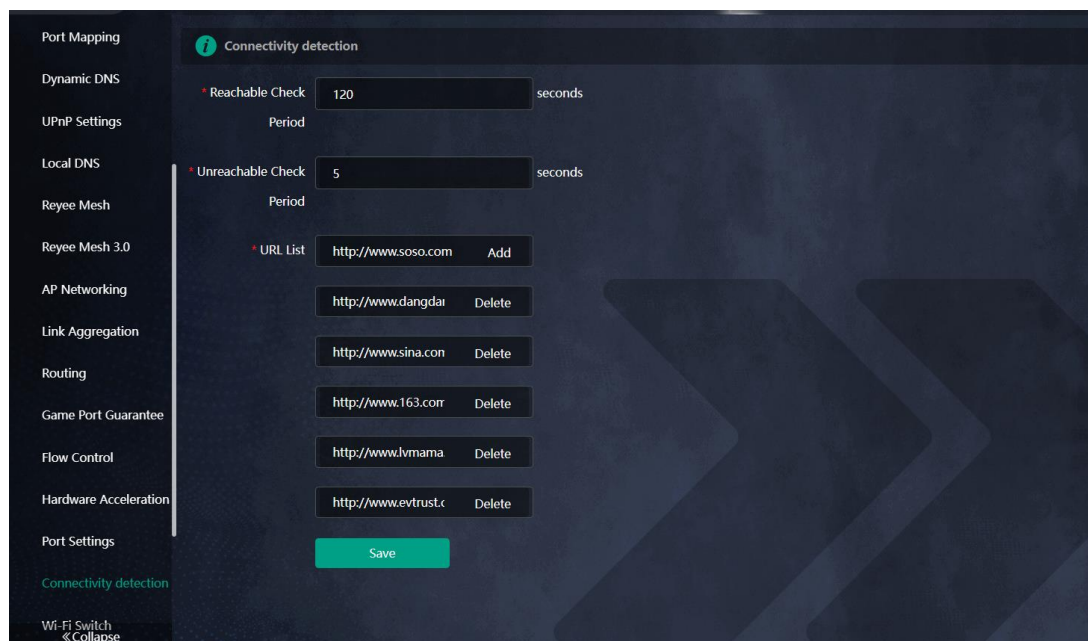 Port Mapping
Dynamic DNS
UPnP Settings
Local DNS
Reyee Mesh
Reyee Mesh 3.0
AP Networking
Link Aggregation
Routing
Game Port Guarantee
Flow Control
Hardware Acceleration
Port Settings
Connectivity detection
Wi-Fi Switch
≪Collapse
i Connectivity detection
* Reachable Check Period 120 seconds
* Unreachable Check Period 5 seconds
* URL List http://www.soso.com Add
http://www.dangdar Delete
http://www.sina.con Delete
http://www.163.com Delete
http://www.lvmama. Delete
http://www.evtrust.c Delete
Save